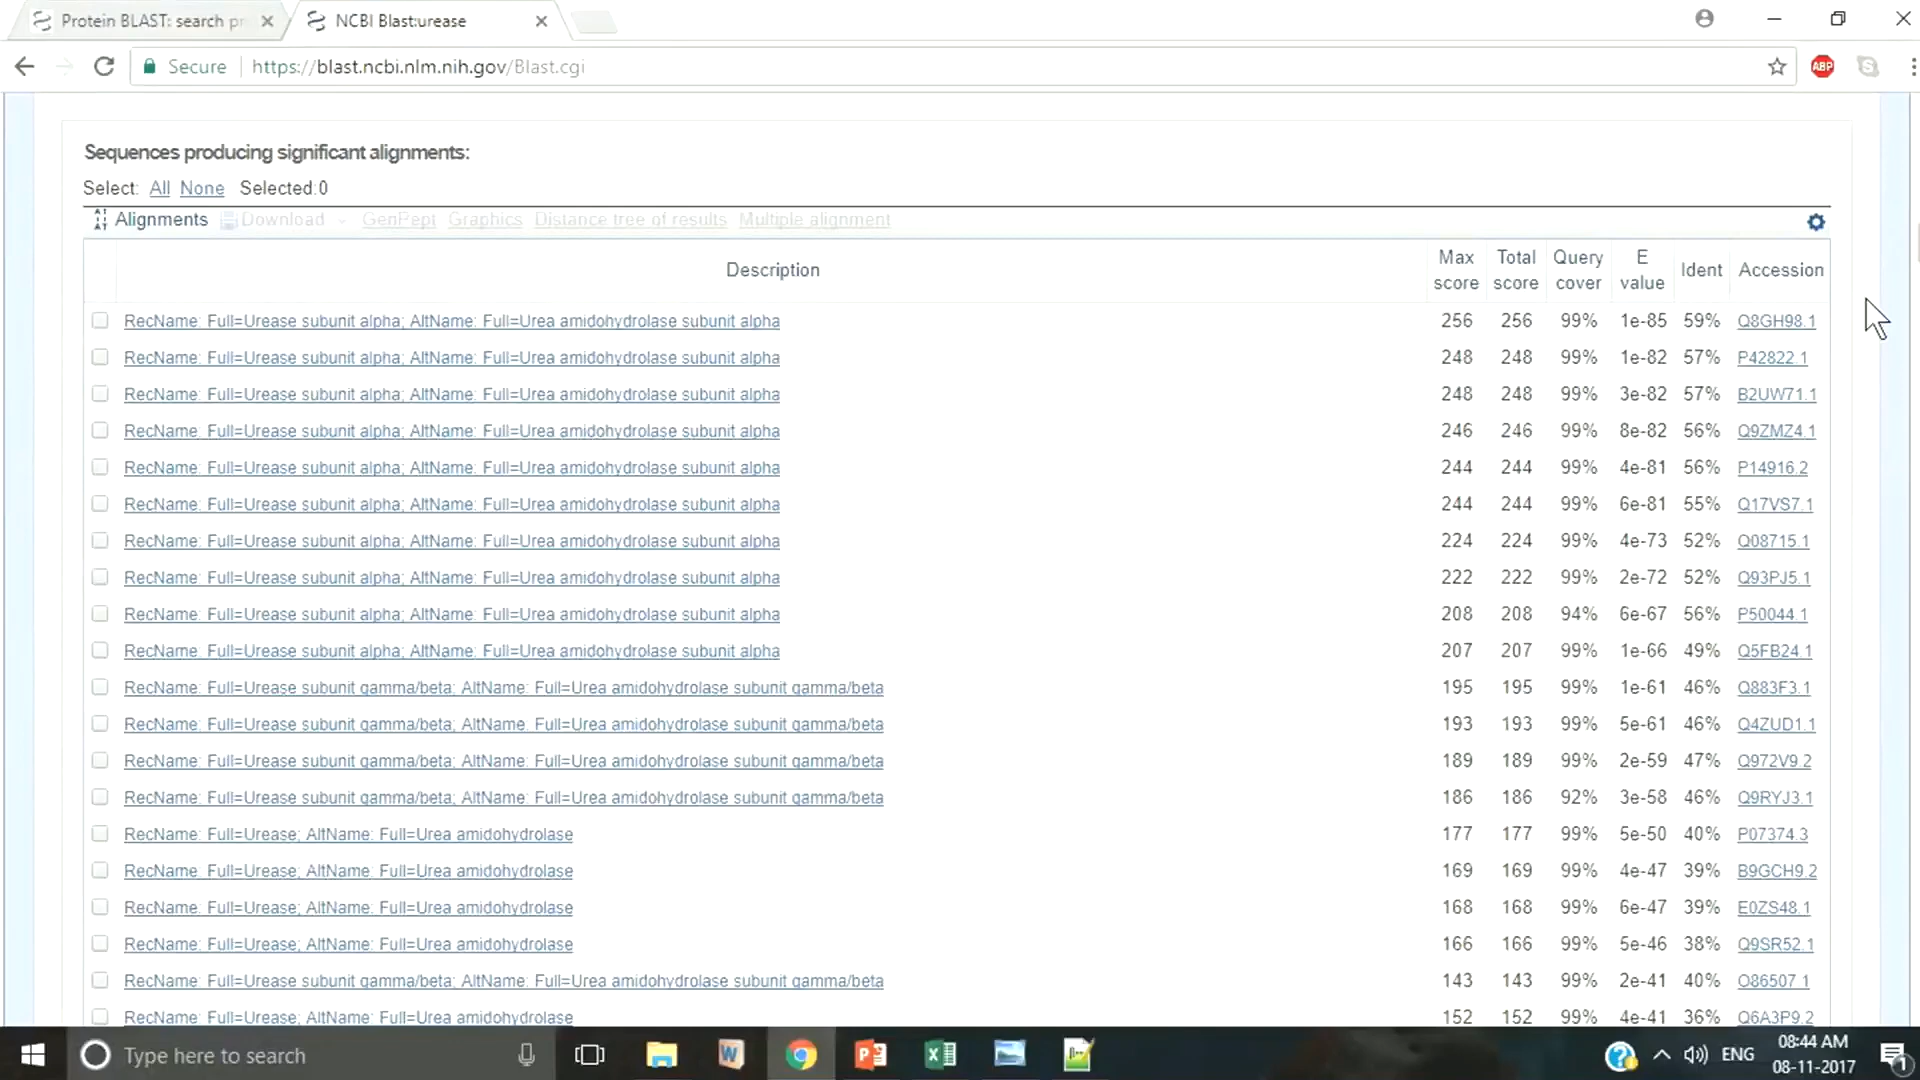 Protein BLAST: search pr
NCBI Blast:urease
Secure https://blast.ncbi.nlm.nih.gov/Blast.cgi
ABP
Sequences producing significant alignments:
Select: All None Selected:0
Alignments Download GenPept Graphics Distance tree of results Multiple alignment
Description Max score Total score Query cover E value Ident Accession
RecName: Full=Urease subunit alpha; AltName: Full=Urea amidohydrolase subunit alpha 256 256 99% 1e-85 59% Q8GH98.1
RecName: Full=Urease subunit alpha; AltName: Full=Urea amidohydrolase subunit alpha 248 248 99% 1e-82 57% P42822.1
RecName: Full=Urease subunit alpha; AltName: Full=Urea amidohydrolase subunit alpha 248 248 99% 3e-82 57% B2UW71.1
RecName: Full=Urease subunit alpha; AltName: Full=Urea amidohydrolase subunit alpha 246 246 99% 8e-82 56% Q9ZMZ4.1
RecName: Full=Urease subunit alpha; AltName: Full=Urea amidohydrolase subunit alpha 244 244 99% 4e-81 56% P14916.2
RecName: Full=Urease subunit alpha; AltName: Full=Urea amidohydrolase subunit alpha 244 244 99% 6e-81 55% Q17VS7.1
RecName: Full=Urease subunit alpha; AltName: Full=Urea amidohydrolase subunit alpha 224 224 99% 4e-73 52% Q08715.1
RecName: Full=Urease subunit alpha; AltName: Full=Urea amidohydrolase subunit alpha 222 222 99% 2e-72 52% Q93PJ5.1
RecName: Full=Urease subunit alpha; AltName: Full=Urea amidohydrolase subunit alpha 208 208 94% 6e-67 56% P50044.1
RecName: Full=Urease subunit alpha; AltName: Full=Urea amidohydrolase subunit alpha 207 207 99% 1e-66 49% Q5FB24.1
RecName: Full=Urease subunit gamma/beta; AltName: Full=Urea amidohydrolase subunit gamma/beta 195 195 99% 1e-61 46% Q883F3.1
RecName: Full=Urease subunit gamma/beta; AltName: Full=Urea amidohydrolase subunit gamma/beta 193 193 99% 5e-61 46% Q4ZUD1.1
RecName: Full=Urease subunit gamma/beta; AltName: Full=Urea amidohydrolase subunit gamma/beta 189 189 99% 2e-59 47% Q972V9.2
RecName: Full=Urease subunit gamma/beta; AltName: Full=Urea amidohydrolase subunit gamma/beta 186 186 92% 3e-58 46% Q9RYJ3.1
RecName: Full=Urease; AltName: Full=Urea amidohydrolase 177 177 99% 5e-50 40% P07374.3
RecName: Full=Urease; AltName: Full=Urea amidohydrolase 169 169 99% 4e-47 39% B9GCH9.2
RecName: Full=Urease; AltName: Full=Urea amidohydrolase 168 168 99% 6e-47 39% E0ZS48.1
RecName: Full=Urease; AltName: Full=Urea amidohydrolase 166 166 99% 5e-46 38% Q9SR52.1
RecName: Full=Urease subunit gamma/beta; AltName: Full=Urea amidohydrolase subunit gamma/beta 143 143 99% 2e-41 40% O86507.1
RecName: Full=Urease; AltName: Full=Urea amidohydrolase 152 152 99% 4e-41 36% Q6A3P9.2
Type here to search
ENG
08:44 AM
08-11-2017
1